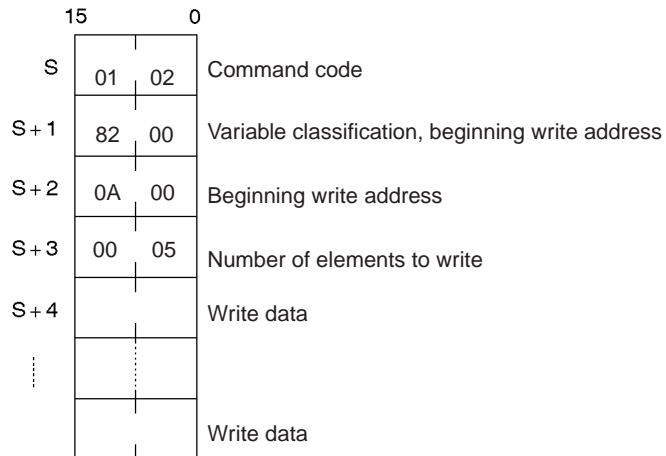 15 0
S 01 02 Command code
S+1 82 00 Variable classification, beginning write address
S+2 0A 00 Beginning write address
S+3 00 05 Number of elements to write
S+4 Write data
Write data